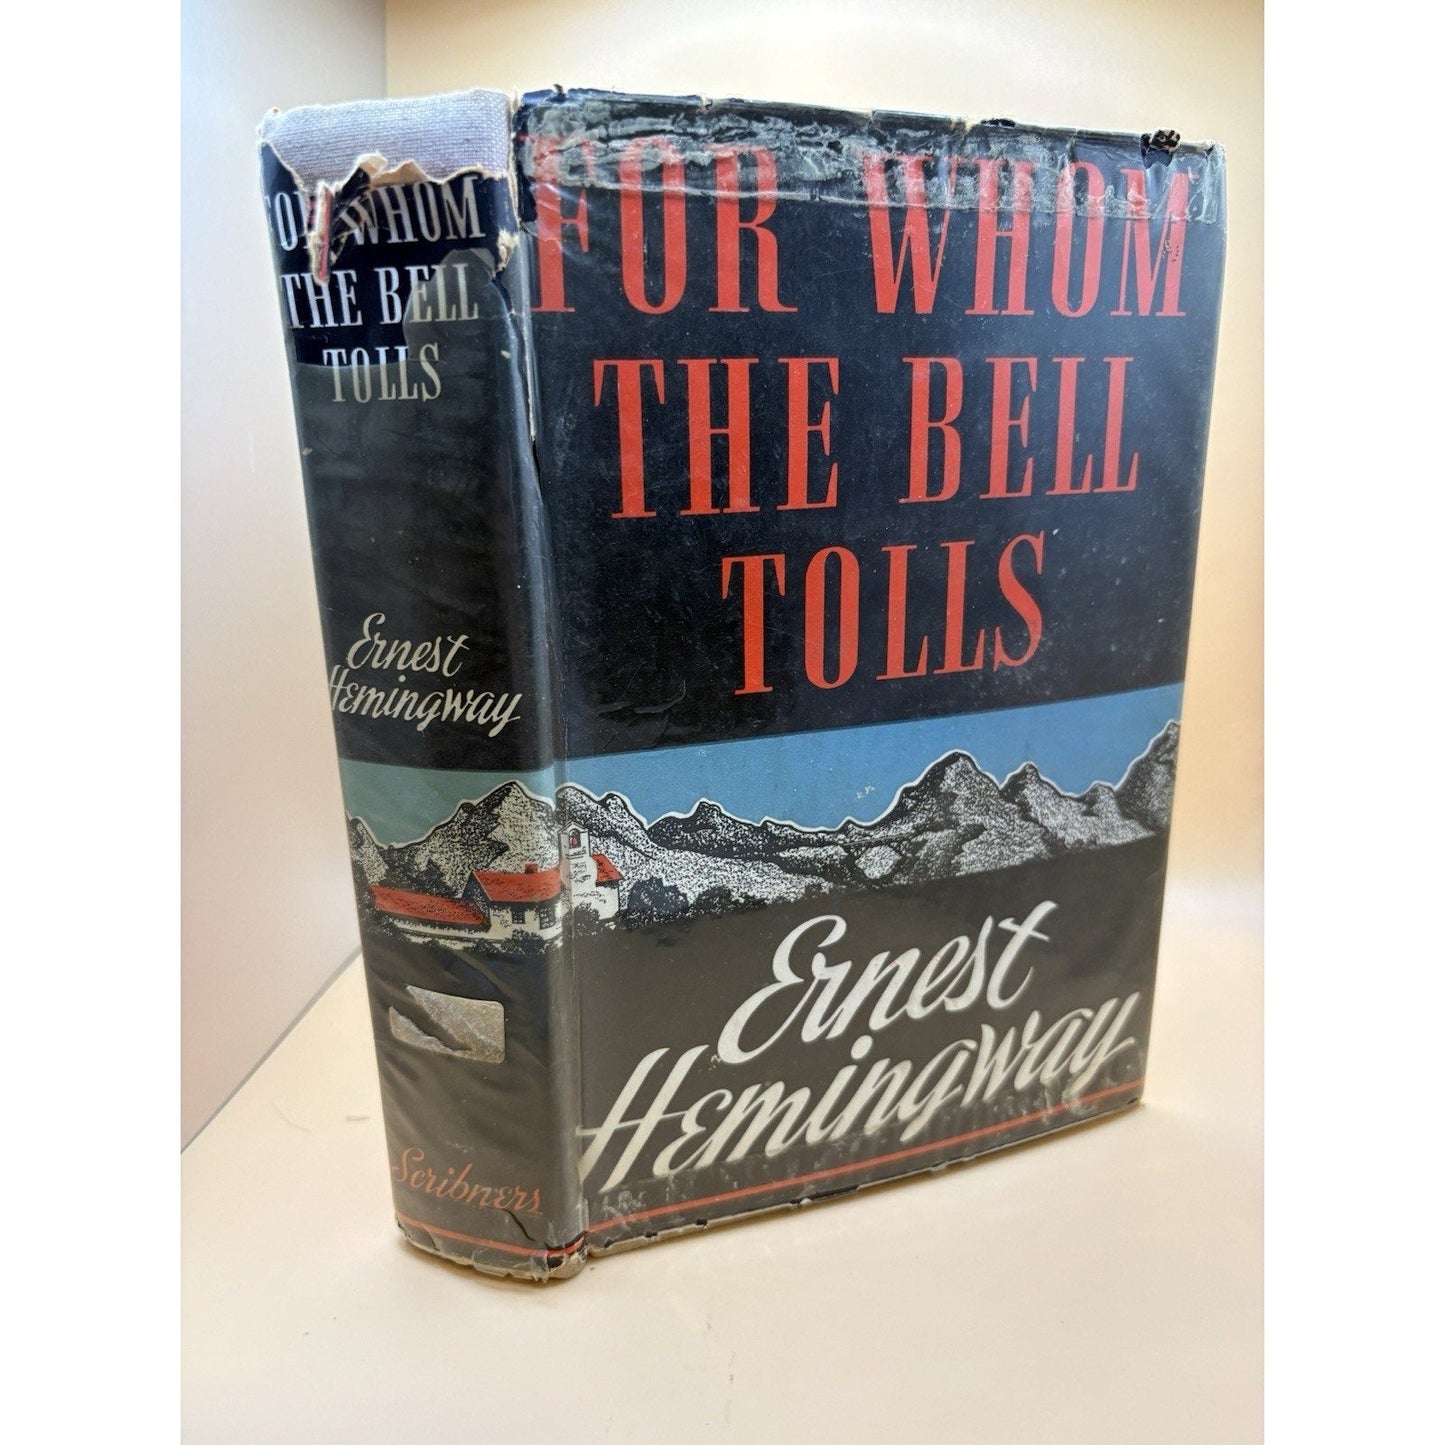 FOR WHOM
THE BELL
TOLLS
Ernest
Hemingway
Scribners
FOR WHOM
THE BELL
TOLLS
Ernest
Hemingway